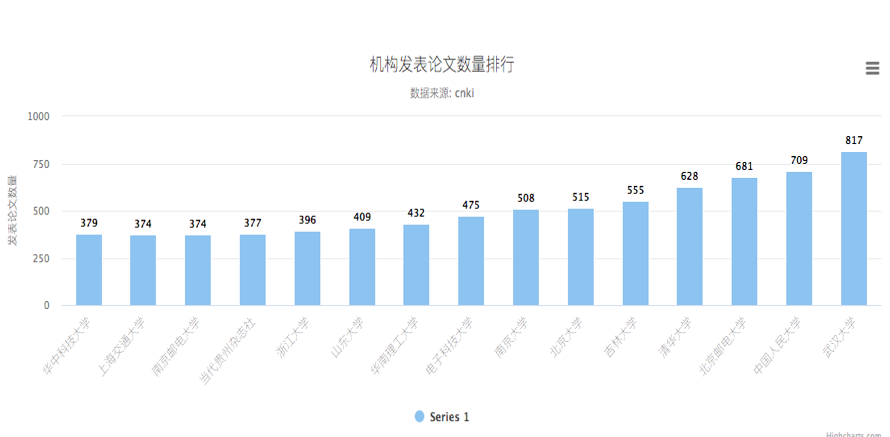 机构发表论文数量排行
数据来源: cnki
发表论文数量
1000
750
500
250
0
379
374
374
377
396
409
432
475
508
515
555
628
681
709
817
华中科技大学
上海交通大学
南京邮电大学
当代贵州杂志社
浙江大学
山东大学
华南理工大学
电子科技大学
南京大学
北京大学
吉林大学
清华大学
北京邮电大学
中国人民大学
武汉大学
Series 1
Highcharts.com